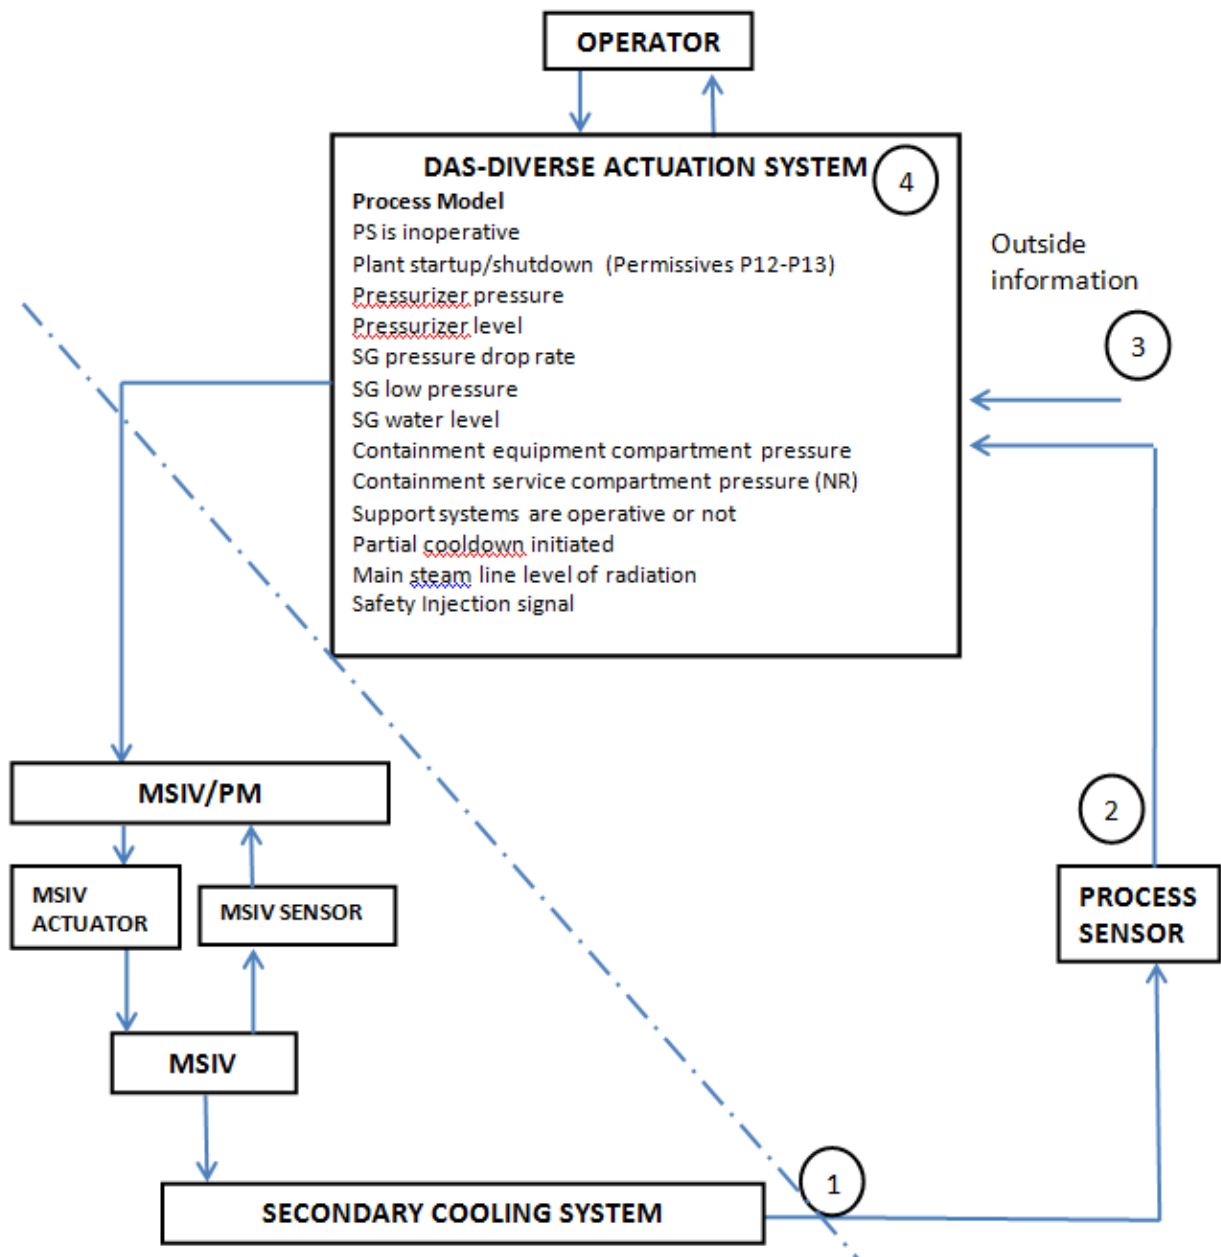 OPERATOR
DAS-DIVERSE ACTUATION SYSTEM
4
Process Model
PS is inoperative
Plant startup/shutdown (Permissives P12-P13)
Pressurizer pressure
Pressurizer level
SG pressure drop rate
SG low pressure
SG water level
Containment equipment compartment pressure
Containment service compartment pressure (NR)
Support systems are operative or not
Partial cooldown initiated
Main steam line level of radiation
Safety Injection signal
Outside
information
3
MSIV/PM
2
MSIV
ACTUATOR
MSIV SENSOR
PROCESS
SENSOR
MSIV
1
SECONDARY COOLING SYSTEM